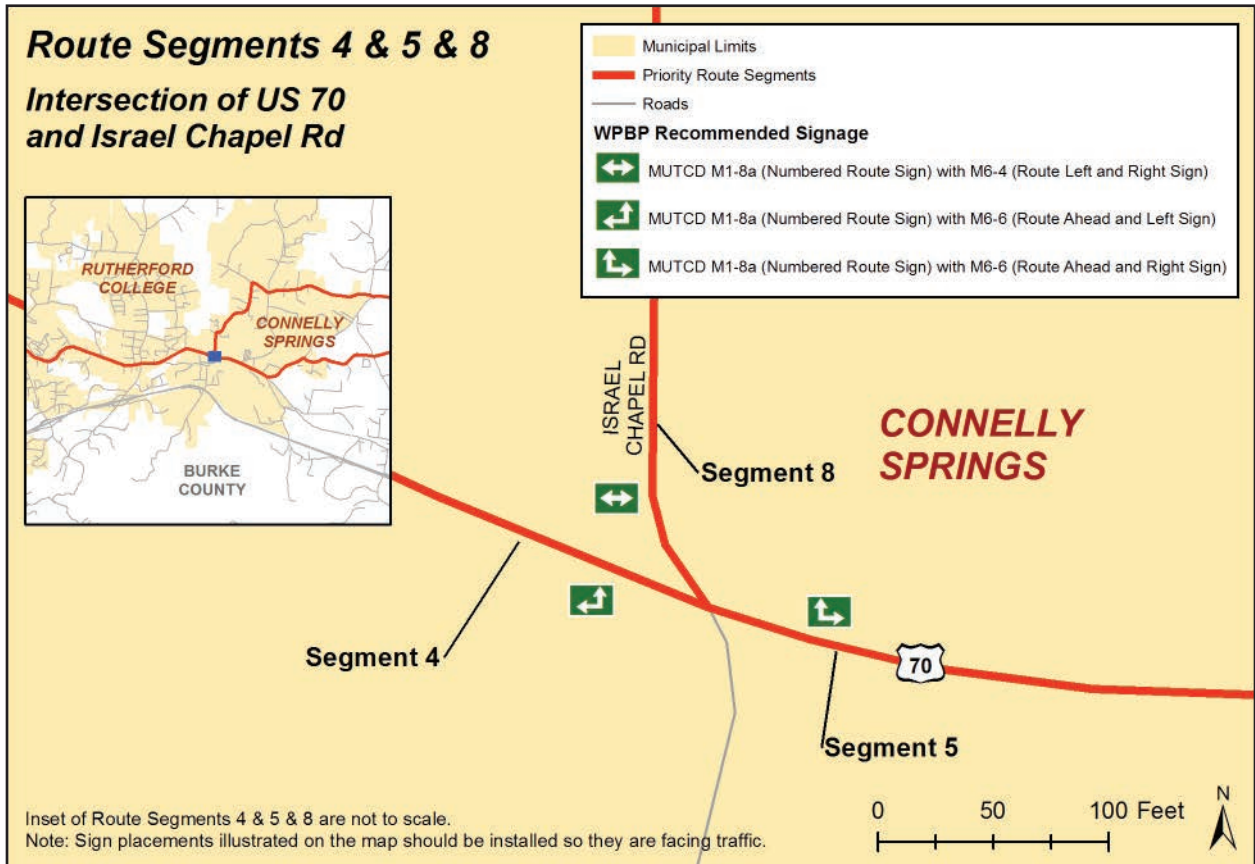 Route Segments 4 & 5 & 8
Intersection of US 70
and Israel Chapel Rd
Municipal Limits
Priority Route Segments
Roads
WPBP Recommended Signage
MUTCD M1-8a (Numbered Route Sign) with M6-4 (Route Left and Right Sign)
MUTCD M1-8a (Numbered Route Sign) with M6-6 (Route Ahead and Left Sign)
MUTCD M1-8a (Numbered Route Sign) with M6-6 (Route Ahead and Right Sign)
RUTHERFORD
COLLEGE
CONNELLY
SPRINGS
BURKE
COUNTY
ISRAEL
CHAPEL RD
CONNELLY
SPRINGS
Segment 8
Segment 4
70
Segment 5
Inset of Route Segments 4 & 5 & 8 are not to scale.
Note: Sign placements illustrated on the map should be installed so they are facing traffic.
0 50 100 Feet
N